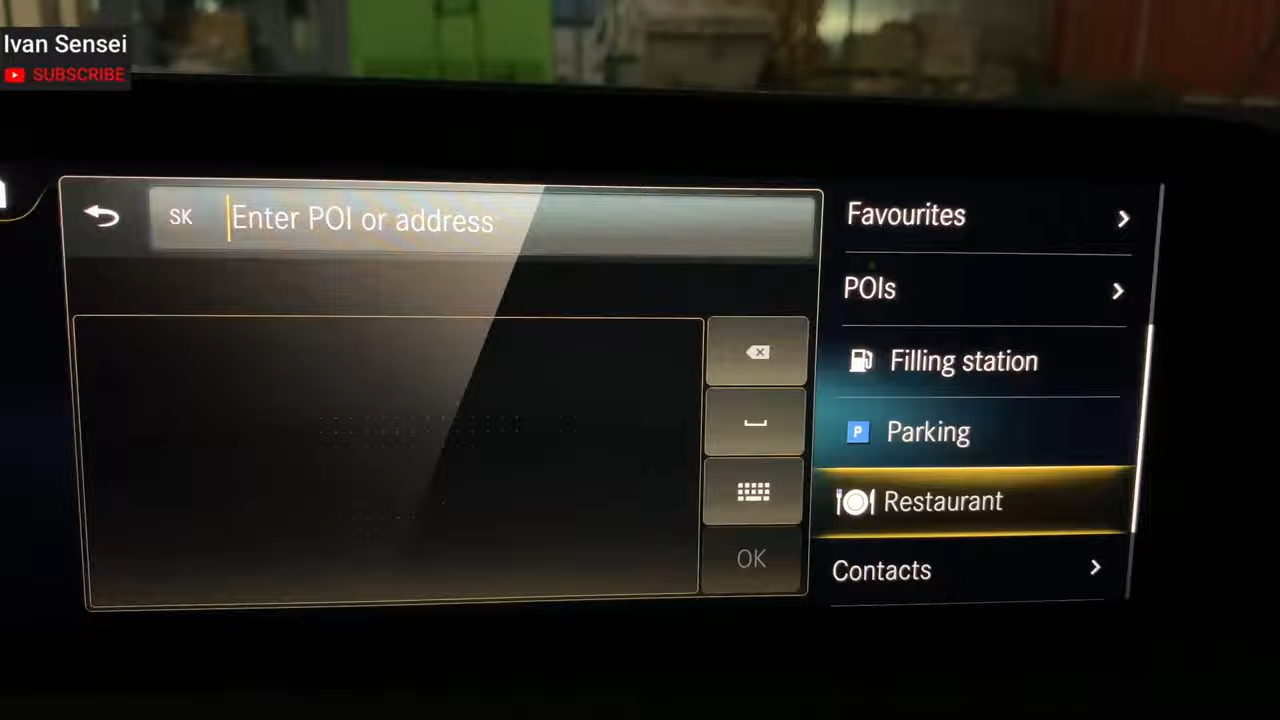 Ivan Sensei
SUBSCRIBE
SK
Enter POI or address
OK
Favourites
POIs
Filling station
P
Parking
Restaurant
Contacts